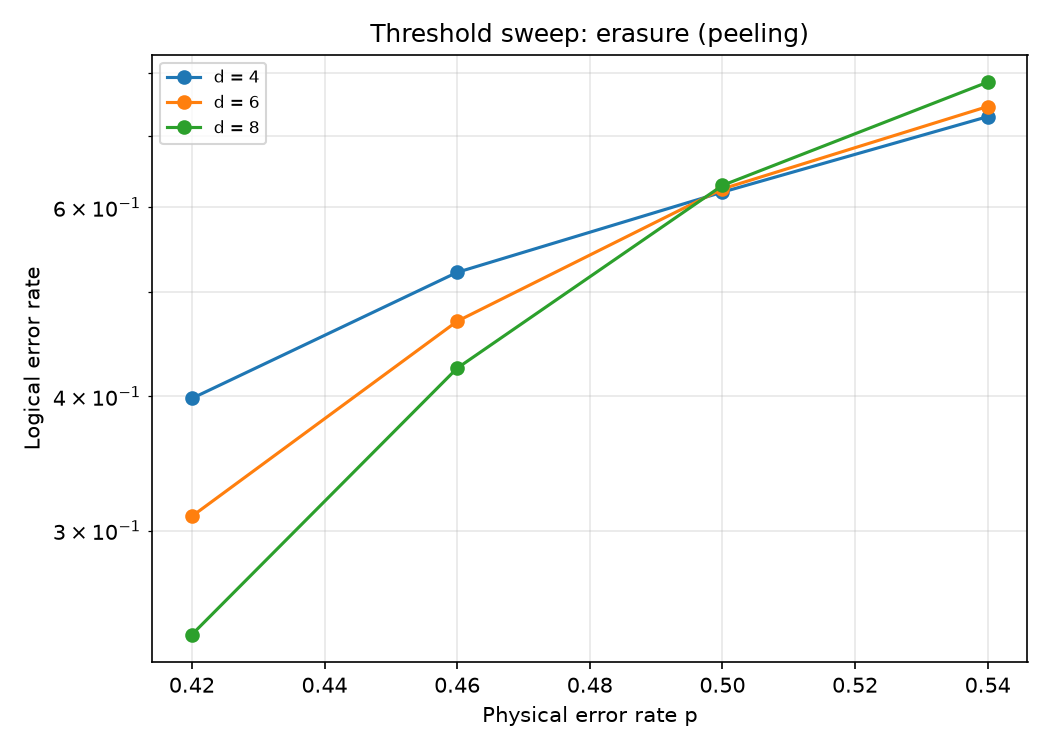 Threshold sweep: erasure (peeling)
d = 4
d = 6
d = 8
6 × 10⁻¹
4 × 10⁻¹
3 × 10⁻¹
Logical error rate
0.42 0.44 0.46 0.48 0.50 0.52 0.54
Physical error rate p